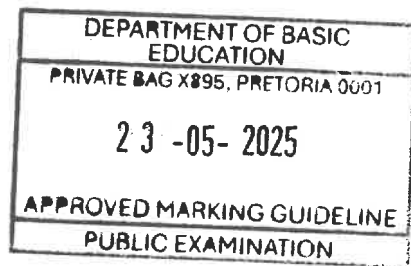 DEPARTMENT OF BASIC
EDUCATION
PRIVATE BAG X895, PRETORIA 0001
23 -05- 2025
APPROVED MARKING GUIDELINE
PUBLIC EXAMINATION